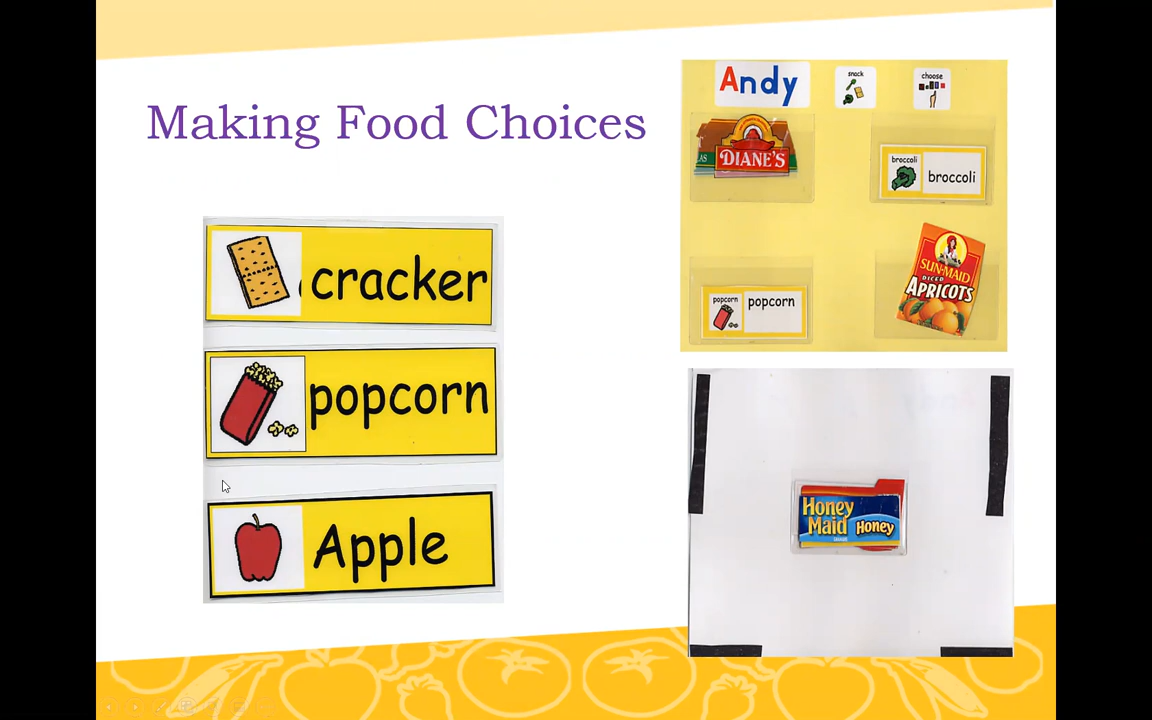 Making Food Choices
cracker
popcorn
Apple
Andy
snack
choose
AS
DIANE'S
broccoli
broccoli
SUN-MAID
DICED
APRICOTS
popcorn
popcorn
Honey
Maid Honey